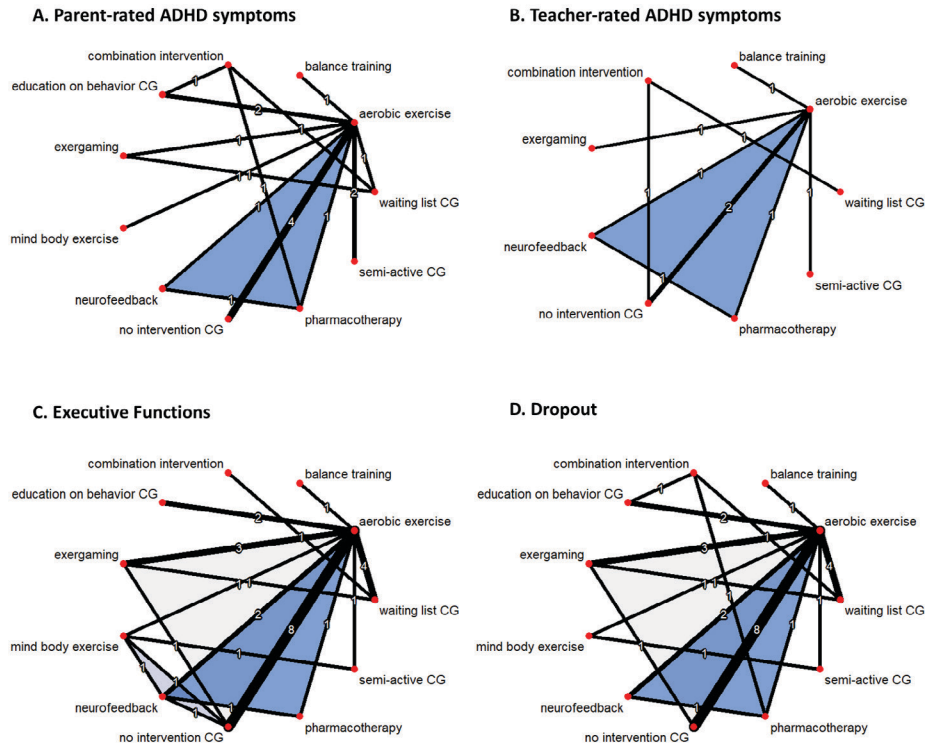 A. Parent-rated ADHD symptoms
combination intervention
balance training
education on behavior CG
aerobic exercise
exergaming
waiting list CG
mind body exercise
semi-active CG
neurofeedback
pharmacotherapy
no intervention CG
1
1
2
1
1
1
1
1
1
2
1
4
1
1
B. Teacher-rated ADHD symptoms
balance training
combination intervention
aerobic exercise
exergaming
waiting list CG
neurofeedback
semi-active CG
no intervention CG
pharmacotherapy
1
1
1
1
1
2
1
1
1
C. Executive Functions
combination intervention
balance training
education on behavior CG
aerobic exercise
exergaming
waiting list CG
mind body exercise
semi-active CG
neurofeedback
pharmacotherapy
no intervention CG
1
2
1
3
4
1
1
1
2
1
8
1
1
1
1
1
1
D. Dropout
combination intervention
balance training
education on behavior CG
aerobic exercise
exergaming
waiting list CG
mind body exercise
semi-active CG
neurofeedback
pharmacotherapy
no intervention CG
1
1
2
1
3
4
1
1
1
1
2
1
8
1
1
1